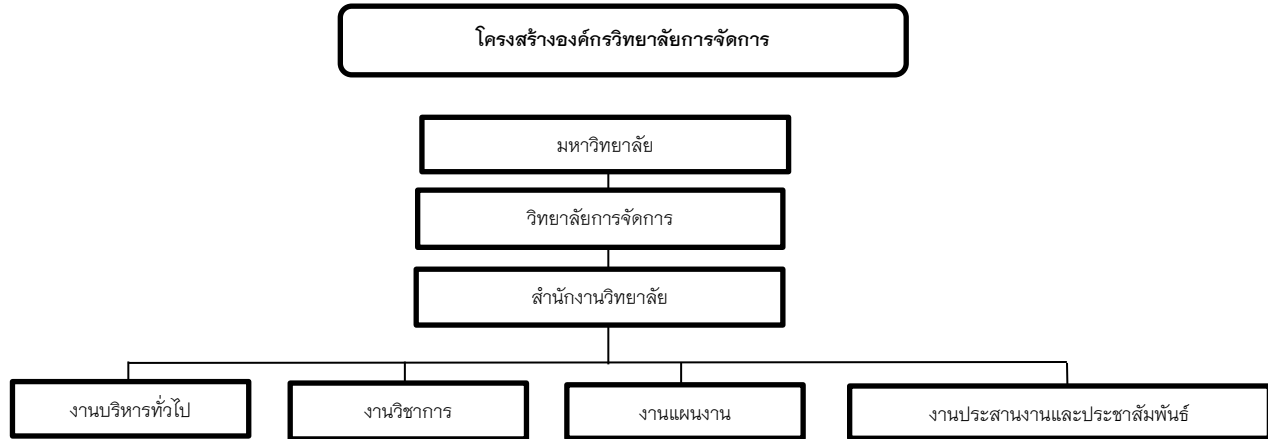 โครงสร้างองค์กรวิทยาลัยการจัดการ
มหาวิทยาลัย
วิทยาลัยการจัดการ
สำนักงานวิทยาลัย
งานบริหารทั่วไป
งานวิชาการ
งานแผนงาน
งานประสานงานและประชาสัมพันธ์